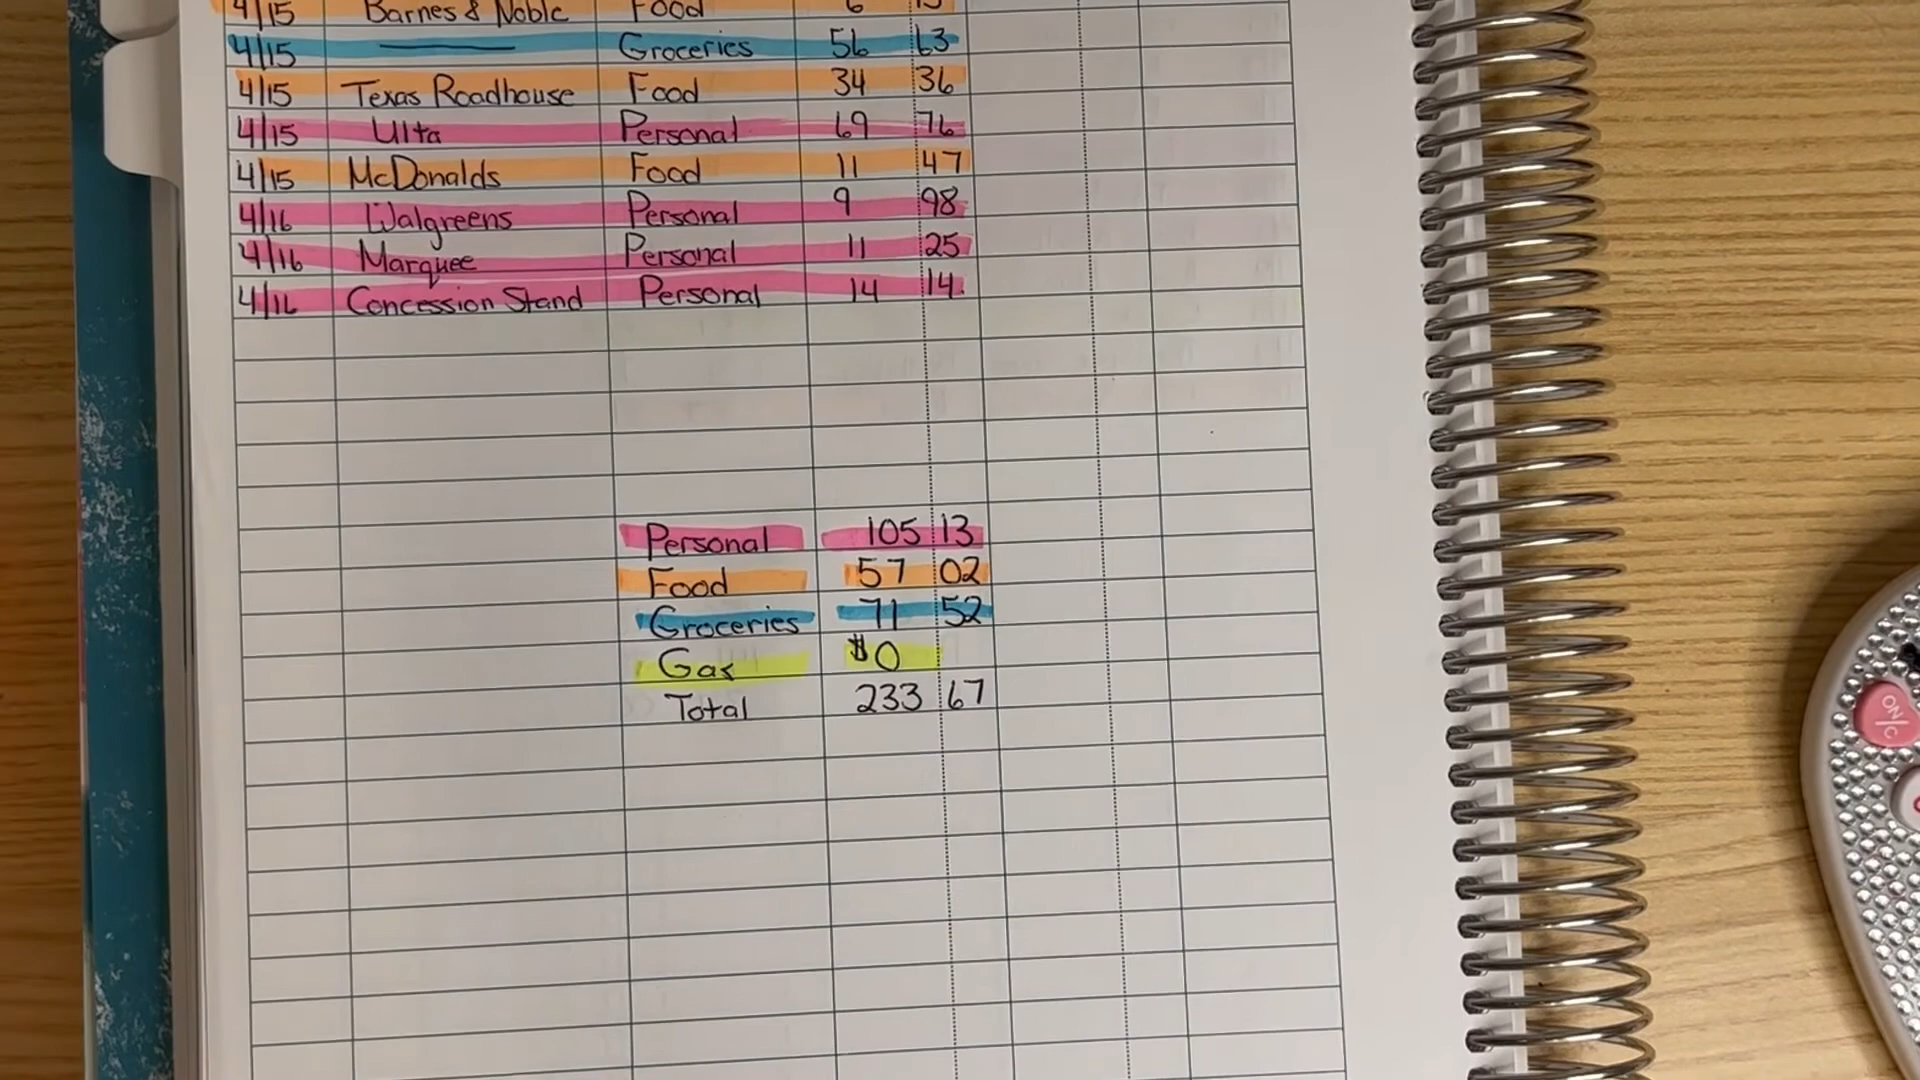 4/15 Barnes & Noble Food 6 15
4/15 Groceries 56 63
4/15 Texas Roadhouse Food 34 36
4/15 Ulta Personal 69 76
4/15 McDonalds Food 11 47
4/16 Walgreens Personal 9 98
4/16 Marquee Personal 11 25
4/16 Concession Stand Personal 14 14
Personal 105 13
Food 57 02
Groceries 71 52
Gas $0
Total 233 67
ON/C